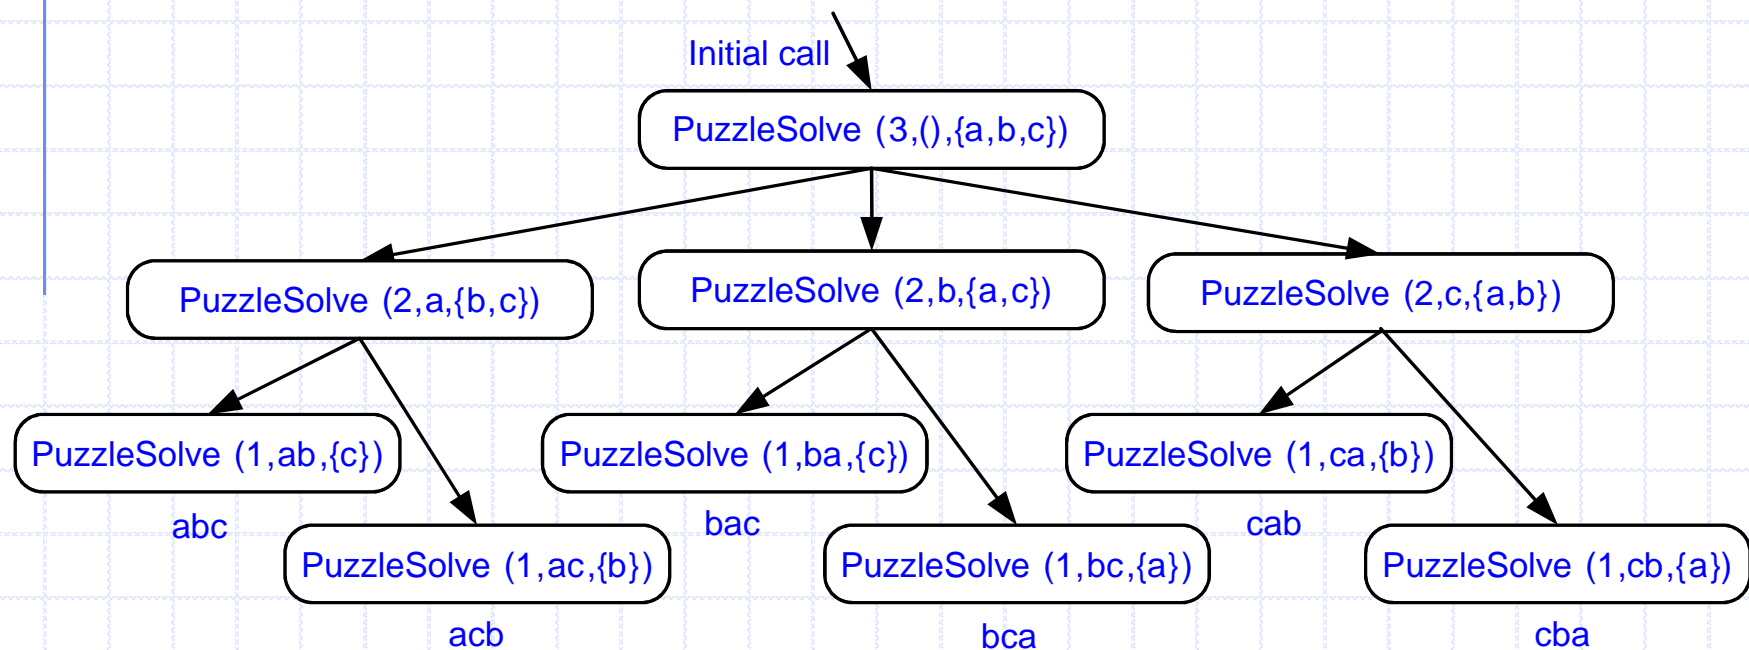 Initial call
PuzzleSolve (3,(),{a,b,c})
PuzzleSolve (2,a,{b,c})
PuzzleSolve (2,b,{a,c})
PuzzleSolve (2,c,{a,b})
PuzzleSolve (1,ab,{c})
PuzzleSolve (1,ba,{c})
PuzzleSolve (1,ca,{b})
abc
bac
cab
PuzzleSolve (1,ac,{b})
PuzzleSolve (1,bc,{a})
PuzzleSolve (1,cb,{a})
acb
bca
cba